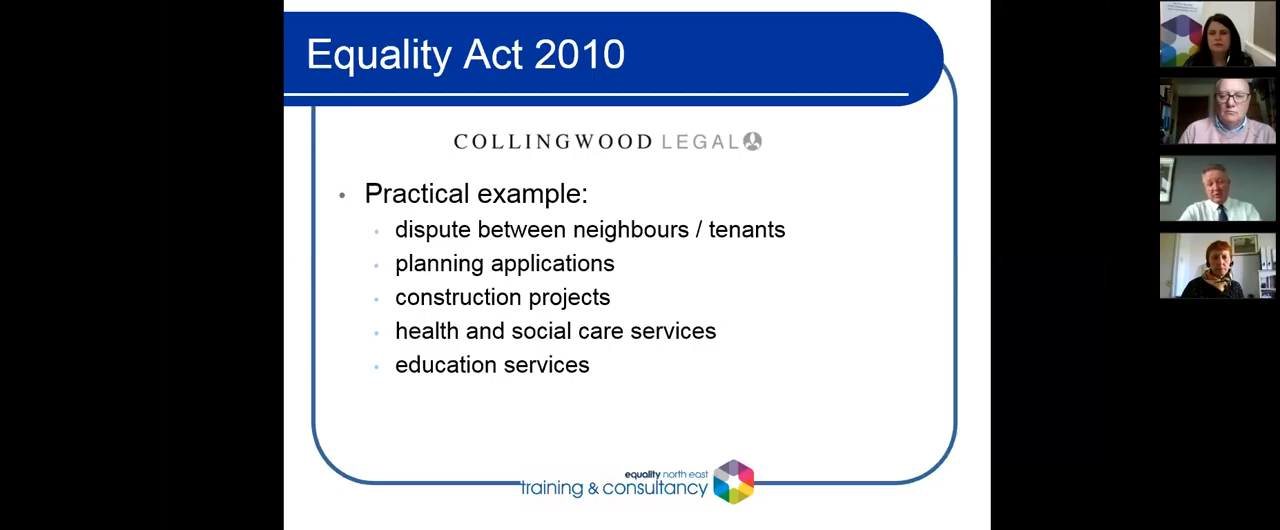 Equality Act 2010
COLLINGWOOD LEGAL
• Practical example:
• dispute between neighbours / tenants
• planning applications
• construction projects
• health and social care services
• education services
equality north east
training & consultancy